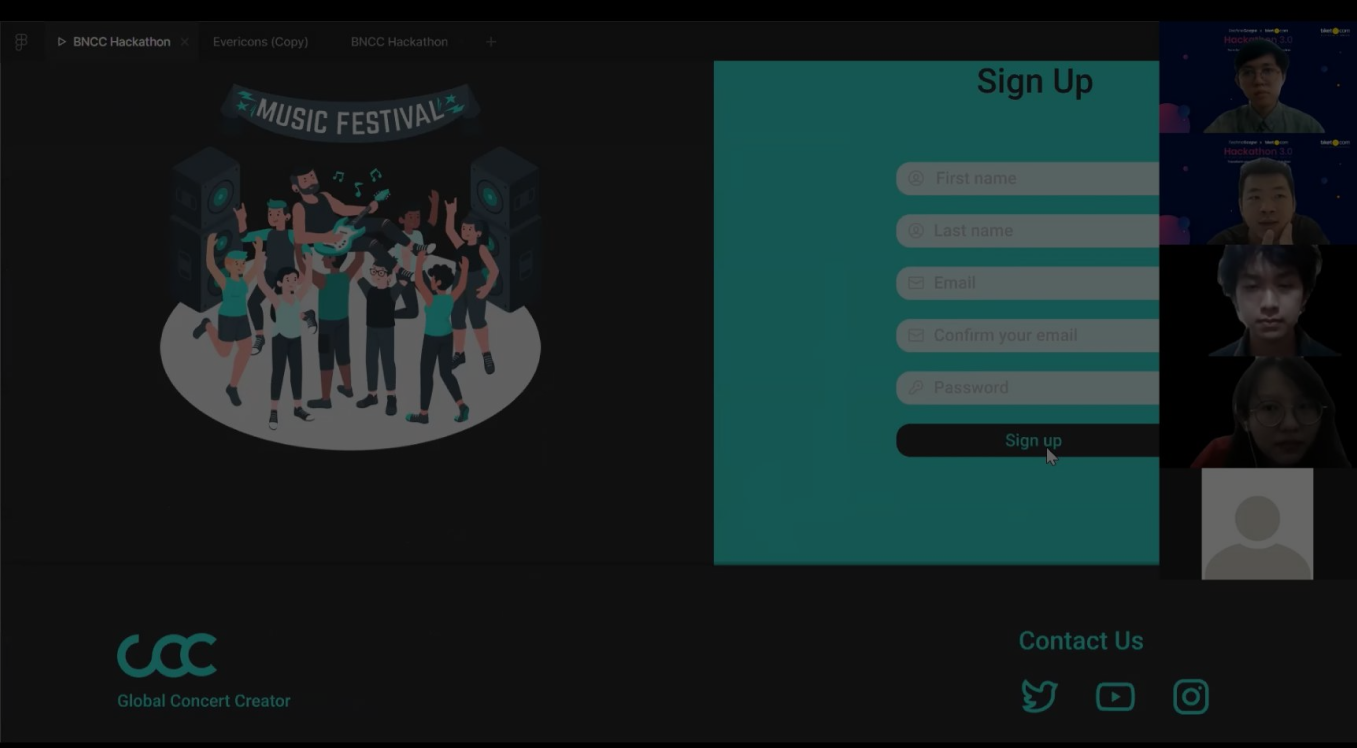 BNCC Hackathon
Evericons (Copy)
BNCC Hackathon
MUSIC FESTIVAL
Sign Up
First name
Last name
Email
Confirm your email
Password
Sign up
Global Concert Creator
Contact Us
Hackathon 3.0
Hackathon 3.0